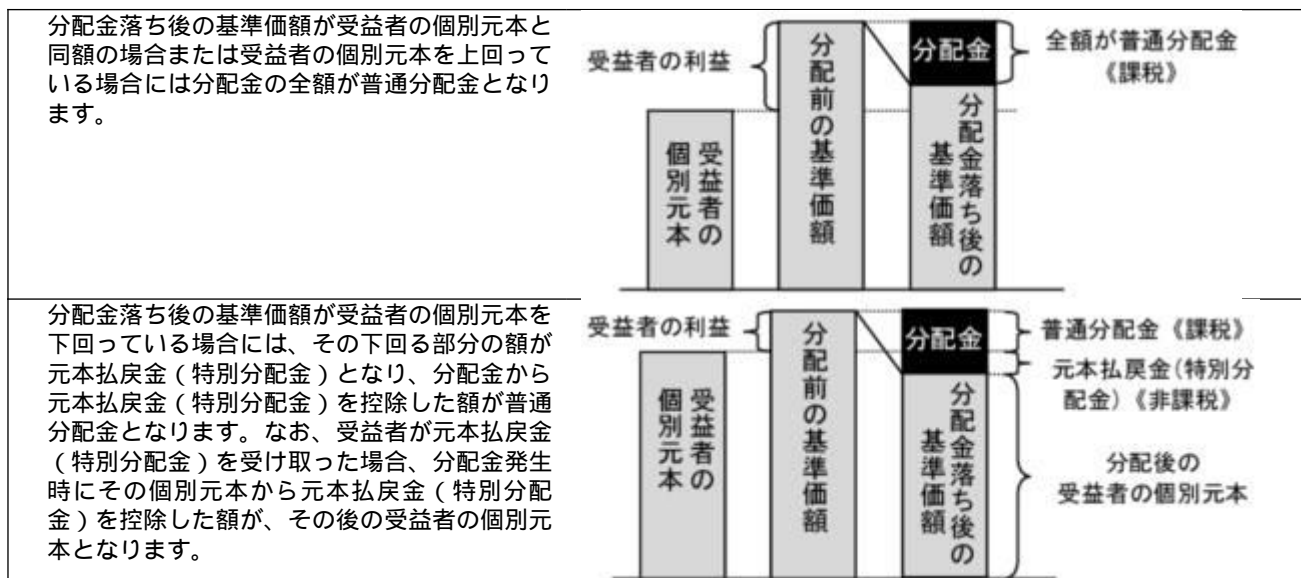 分配金落ち後の基準価額が受益者の個別元本と
同額の場合または受益者の個別元本を上回って
いる場合には分配金の全額が普通分配金となり
ます。
受益者の利益
受益者の
個別元本
分配前の基準価額
分配金
分配金落ち後の
基準価額
全額が普通分配金
《課税》
分配金落ち後の基準価額が受益者の個別元本を
下回っている場合には、その下回る部分の額が
元本払戻金（特別分配金）となり、分配金から
元本払戻金（特別分配金）を控除した額が普通
分配金となります。なお、受益者が元本払戻金
（特別分配金）を受け取った場合、分配金発生
時にその個別元本から元本払戻金（特別分配
金）を控除した額が、その後の受益者の個別元
本となります。
受益者の利益
受益者の
個別元本
分配前の基準価額
分配金
分配金落ち後の
基準価額
普通分配金《課税》
元本払戻金(特別分
配金)《非課税》
分配後の
受益者の個別元本